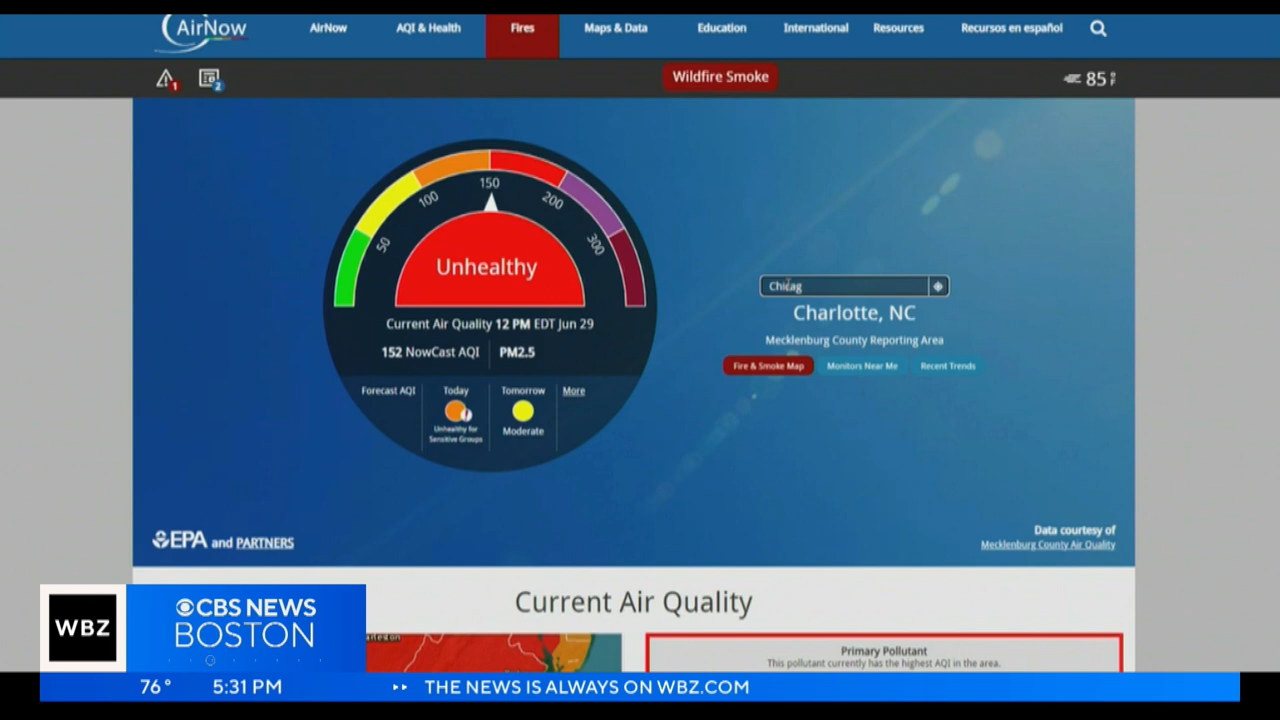 AirNow
AirNow
AQI & Health
Fires
Maps & Data
Education
International
Resources
Recursos en español
1
2
Wildfire Smoke
85 °F
50
100
150
200
300
Unhealthy
Current Air Quality 12 PM EDT Jun 29
152 NowCast AQI
PM2.5
Forecast AQI
Today
Unhealthy for
Sensitive Groups
Tomorrow
Moderate
More
Chicag
Charlotte, NC
Mecklenburg County Reporting Area
Fire & Smoke Map
Monitors Near Me
Recent Trends
EPA and PARTNERS
Data courtesy of
Mecklenburg County Air Quality
Current Air Quality
Primary Pollutant
This pollutant currently has the highest AQI in the area.
WBZ
CBS NEWS
BOSTON
76°
5:31 PM
THE NEWS IS ALWAYS ON WBZ.COM